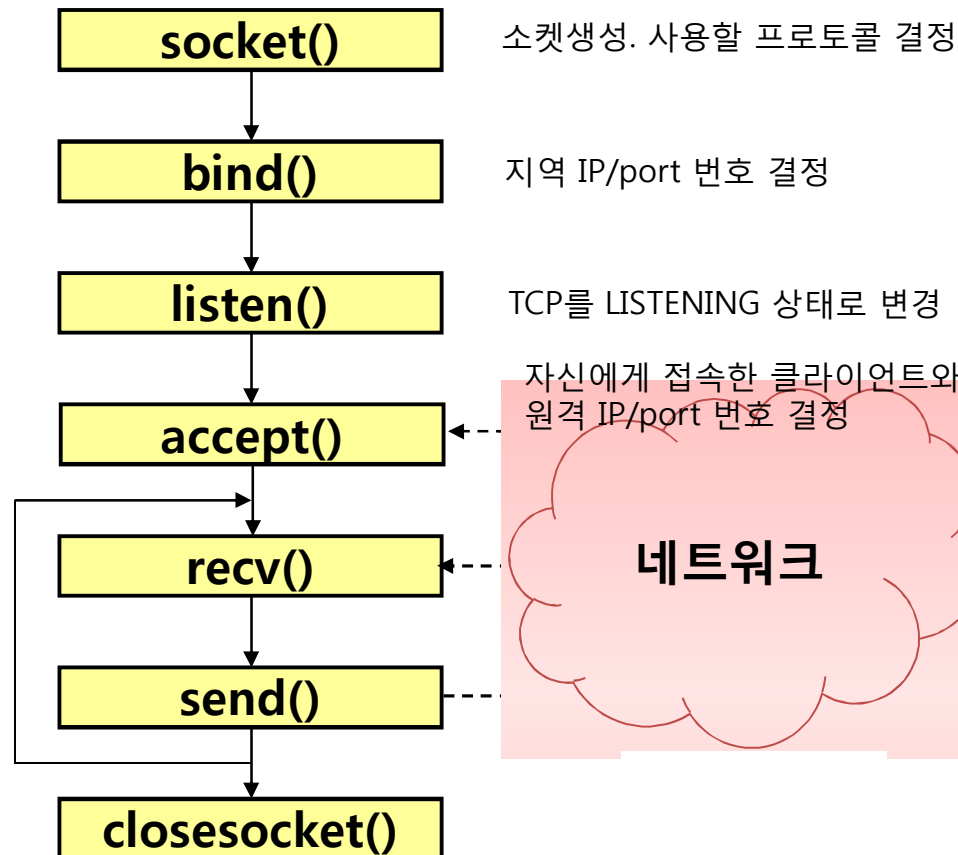 socket()
소켓생성. 사용할 프로토콜 결정
bind()
지역 IP/port 번호 결정
listen()
TCP를 LISTENING 상태로 변경
자신에게 접속한 클라이언트와
원격 IP/port 번호 결정
accept()
recv()
네트워크
send()
closesocket()